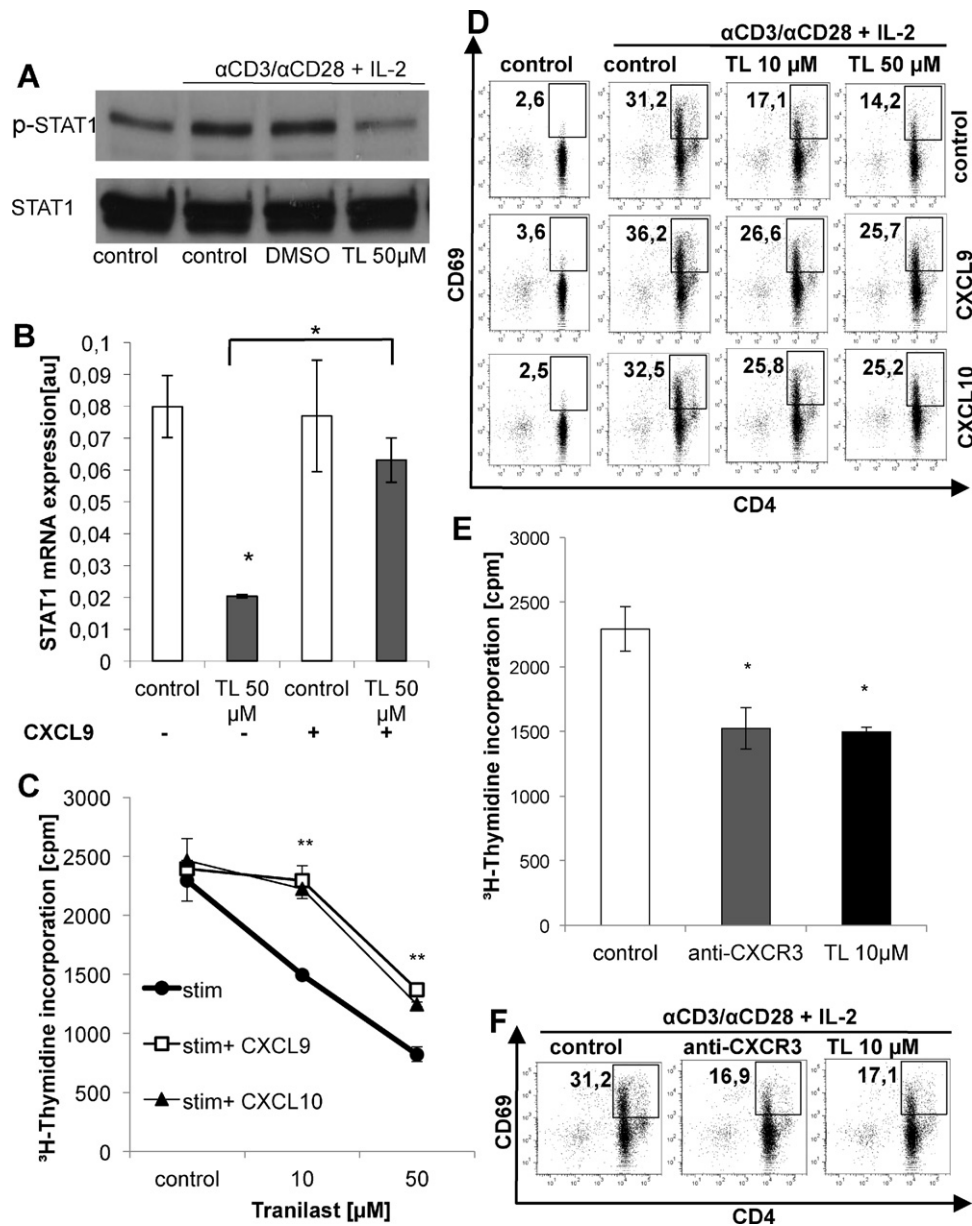 A
αCD3/αCD28 + IL-2
p-STAT1
STAT1
control control DMSO TL 50µM
B
STAT1 mRNA expression[au]
0,1
0,09
0,08
0,07
0,06
0,05
0,04
0,03
0,02
0,01
0
*
*
control TL 50 µM control TL 50 µM
CXCL9 - - + +
C
³H-Thymidine incorporation [cpm]
3000
2500
2000
1500
1000
500
0
**
**
stim
stim+ CXCL9
stim+ CXCL10
control 10 50
Tranilast [µM]
D
αCD3/αCD28 + IL-2
control control TL 10 µM TL 50 µM
2,6 31,2 17,1 14,2
control
3,6 36,2 26,6 25,7
CXCL9
2,5 32,5 25,8 25,2
CXCL10
CD69
CD4
E
³H-Thymidine incorporation [cpm]
3000
2500
2000
1500
1000
500
0
*
*
control anti-CXCR3 TL 10µM
F
αCD3/αCD28 + IL-2
control anti-CXCR3 TL 10 µM
31,2 16,9 17,1
CD69
CD4